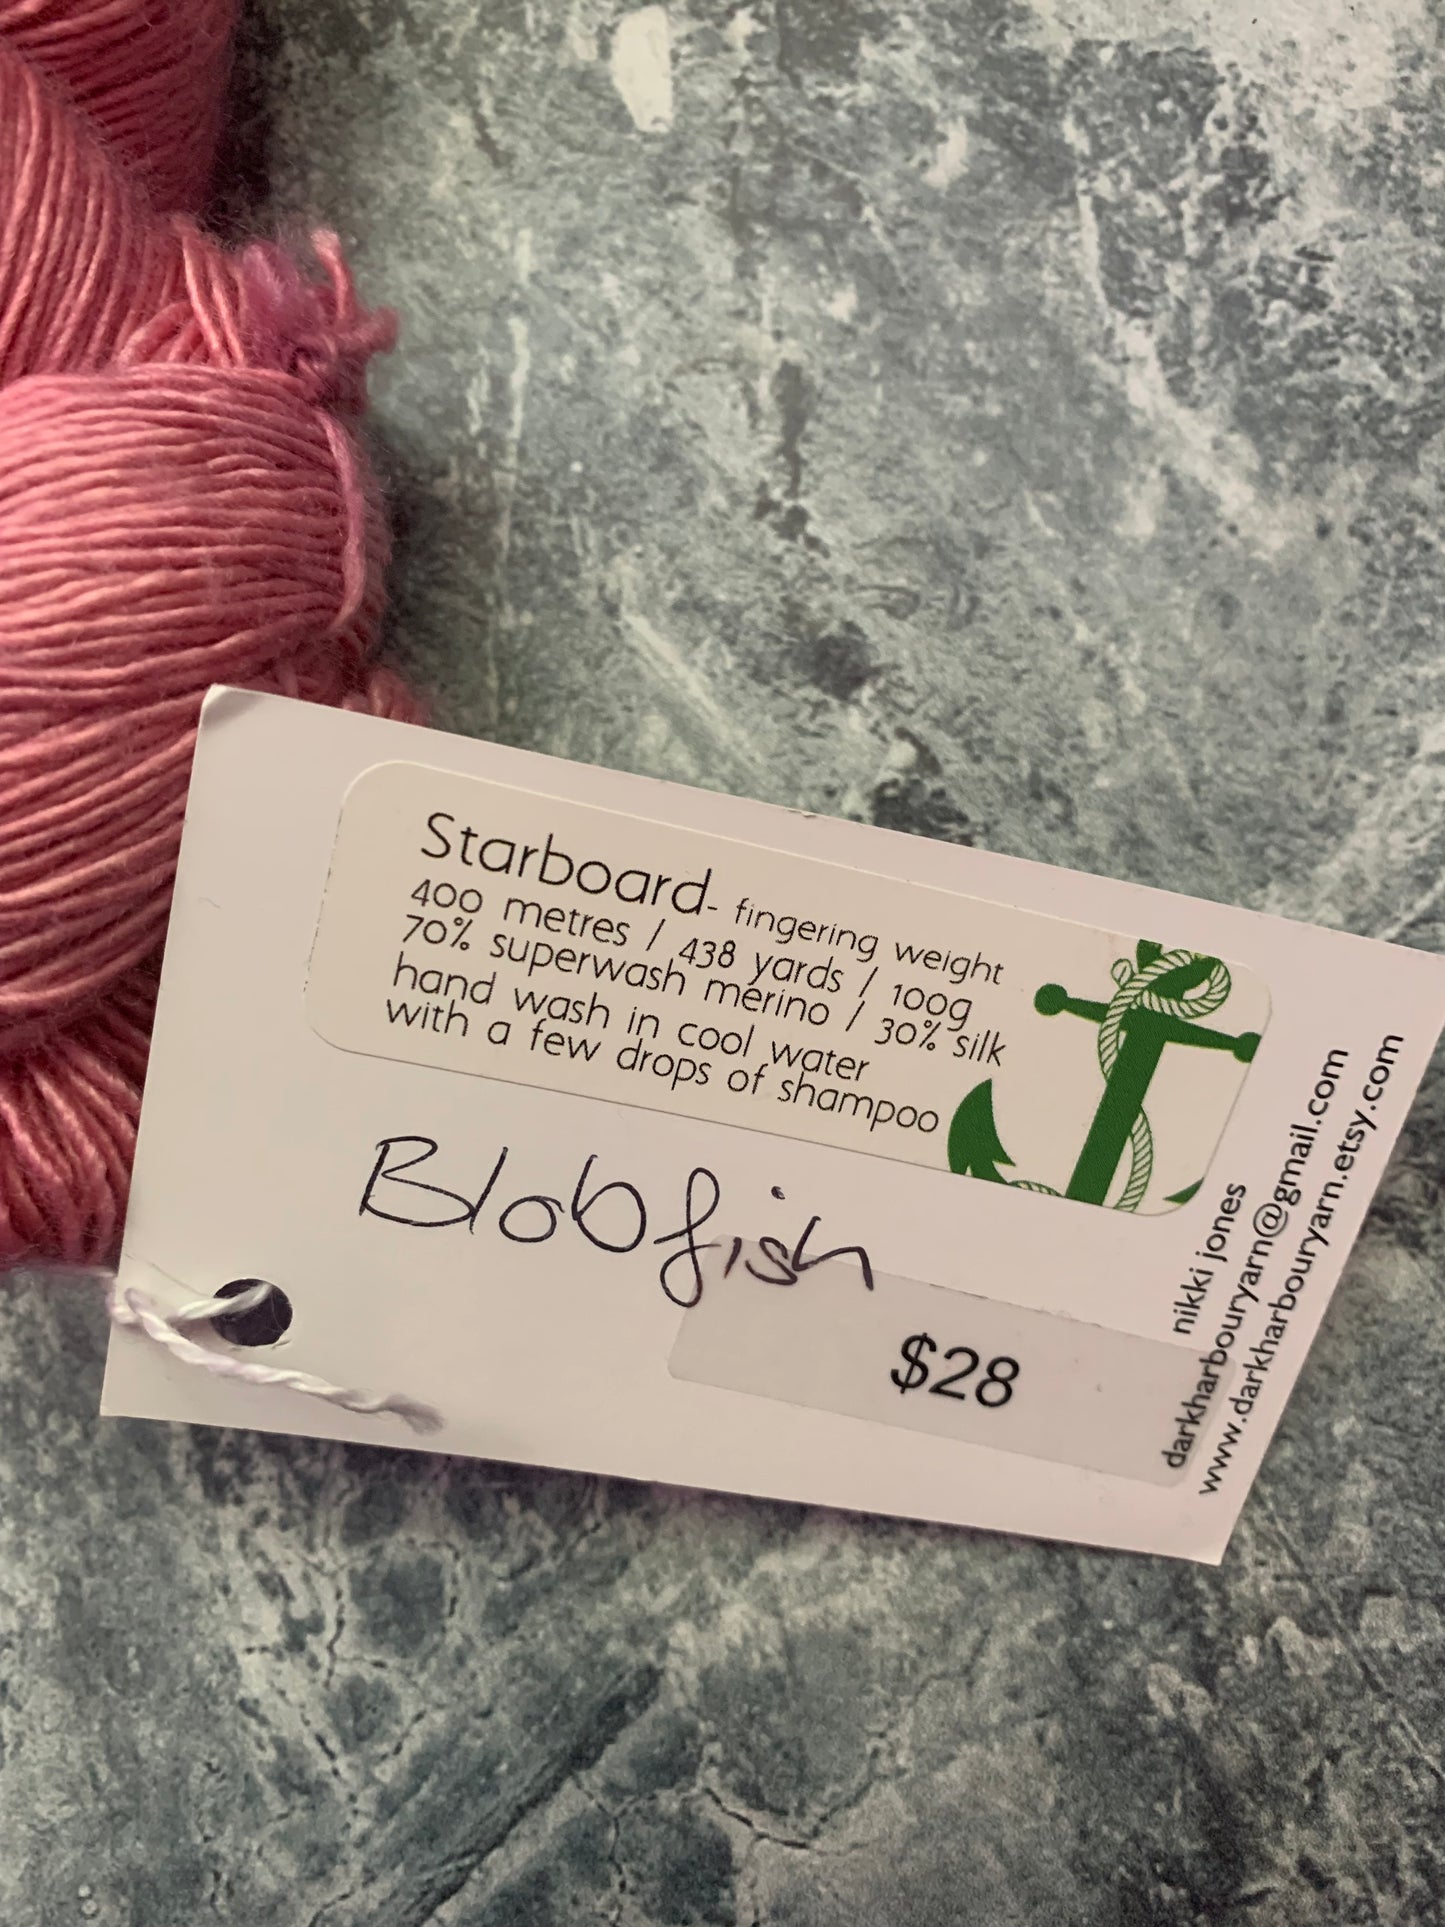 Starboard- fingering weight
400 metres / 438 yards / 100g
70% superwash merino / 30% silk
hand wash in cool water
with a few drops of shampoo
Blobfish
$28
nikki jones
darkharbouryarn@gmail.com
www.darkharbouryarn.etsy.com